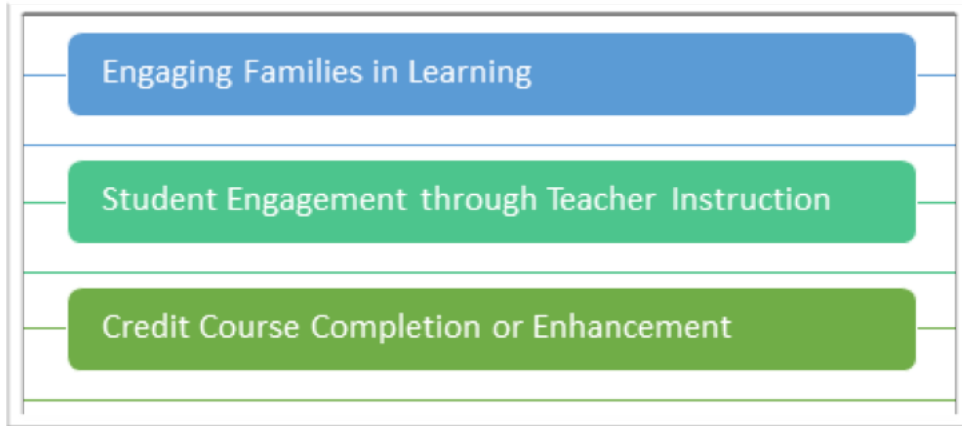 Engaging Families in Learning
Student Engagement through Teacher Instruction
Credit Course Completion or Enhancement